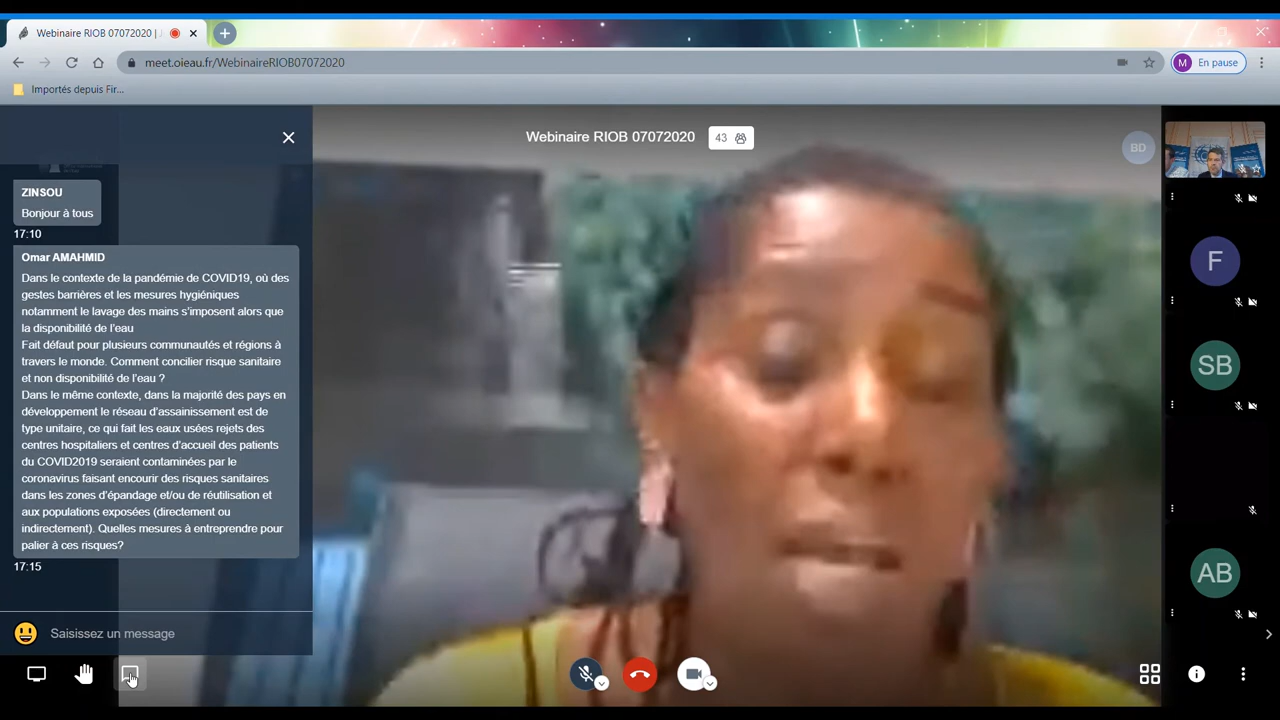 Webinaire RIOB 07072020 |
meet.oieau.fr/WebinaireRIOB07072020
M En pause
Importés depuis Fir...
Webinaire RIOB 07072020 43
BD
ZINSOU
Bonjour à tous
17:10
Omar AMAHMID
Dans le contexte de la pandémie de COVID19, où des
gestes barrières et les mesures hygiéniques
notamment le lavage des mains s'imposent alors que
la disponibilité de l'eau
Fait défaut pour plusieurs communautés et régions à
travers le monde. Comment concilier risque sanitaire
et non disponibilité de l'eau ?
Dans le même contexte, dans la majorité des pays en
développement le réseau d'assainissement est de
type unitaire, ce qui fait les eaux usées rejets des
centres hospitaliers et centres d'accueil des patients
du COVID2019 seraient contaminées par le
coronavirus faisant encourir des risques sanitaires
dans les zones d'épandage et/ou de réutilisation et
aux populations exposées (directement ou
indirectement). Quelles mesures à entreprendre pour
palier à ces risques?
17:15
Saisissez un message
F
SB
AB